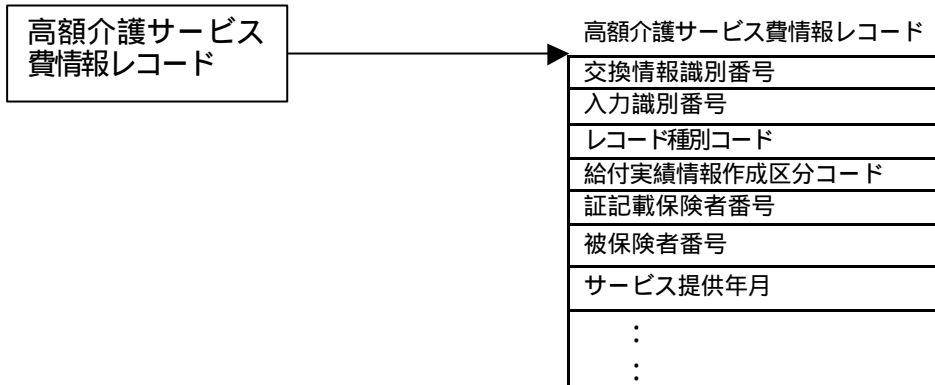 高額介護サービス
費情報レコード
高額介護サービス費情報レコード
交換情報識別番号
入力識別番号
レコード種別コード
給付実績情報作成区分コード
証記載保険者番号
被保険者番号
サービス提供年月
：
：